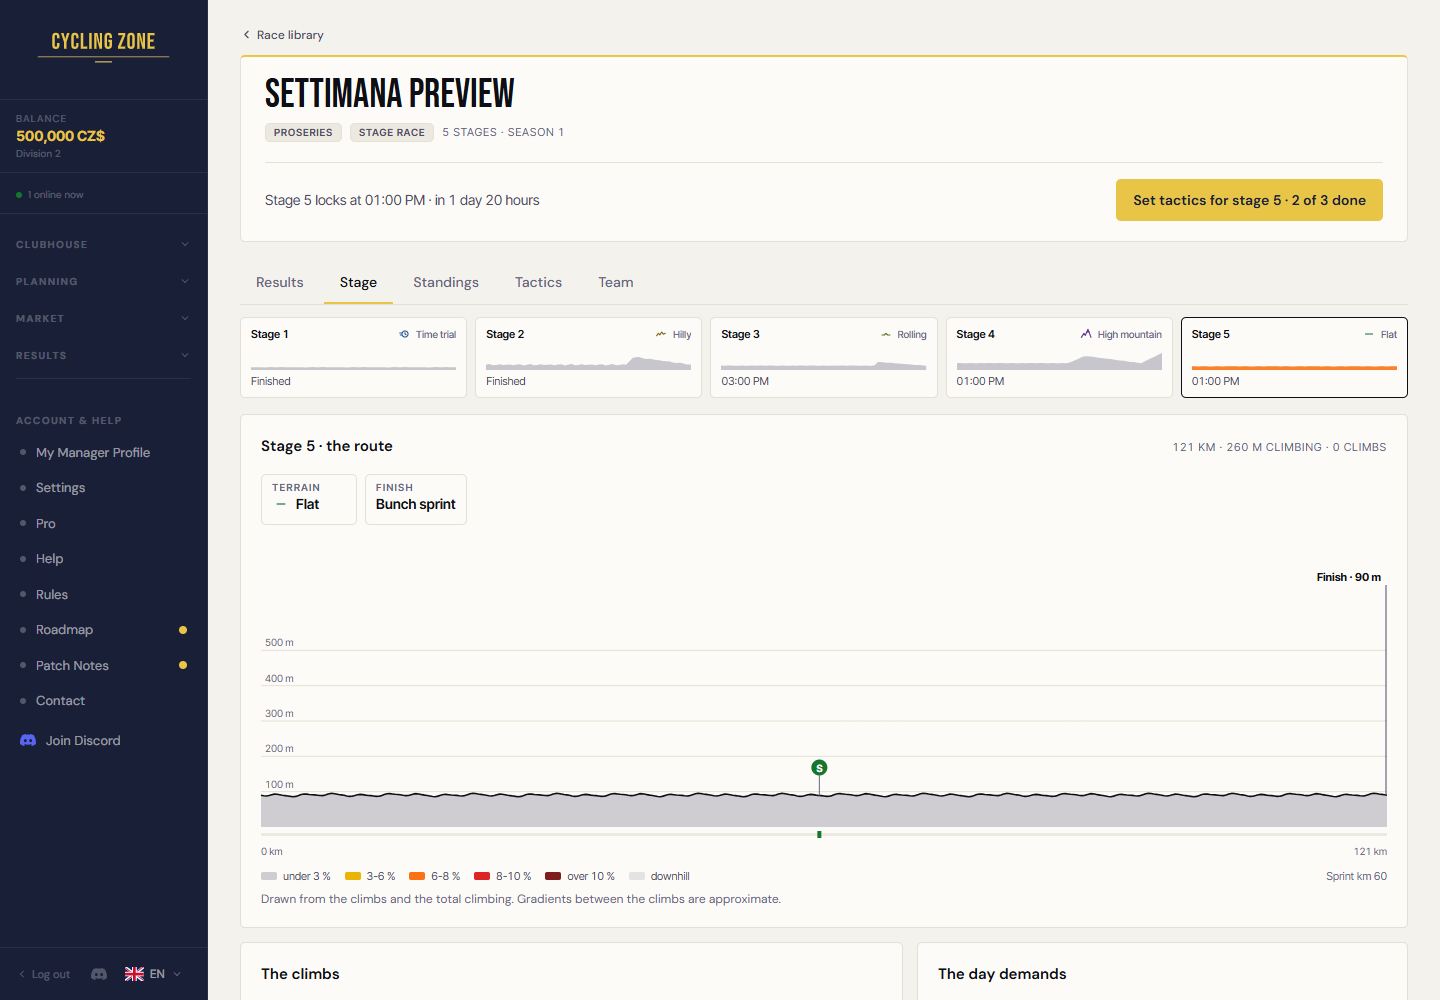 CYCLING ZONE
BALANCE
500,000 CZ$
Division 2
1 online now
CLUBHOUSE
PLANNING
MARKET
RESULTS
ACCOUNT & HELP
My Manager Profile
Settings
Pro
Help
Rules
Roadmap
Patch Notes
Contact
Join Discord
Log out
EN
Race library
SETTIMANA PREVIEW
PROSERIES STAGE RACE 5 STAGES · SEASON 1
Stage 5 locks at 01:00 PM · in 1 day 20 hours
Set tactics for stage 5 · 2 of 3 done
Results Stage Standings Tactics Team
Stage 1 Time trial
Finished
Stage 2 Hilly
Finished
Stage 3 Rolling
03:00 PM
Stage 4 High mountain
01:00 PM
Stage 5 Flat
01:00 PM
Stage 5 · the route
121 KM · 260 M CLIMBING · 0 CLIMBS
TERRAIN
Flat
FINISH
Bunch sprint
Finish · 90 m
500 m
400 m
300 m
200 m
S
100 m
0 km 121 km
under 3 % 3-6 % 6-8 % 8-10 % over 10 % downhill
Sprint km 60
Drawn from the climbs and the total climbing. Gradients between the climbs are approximate.
The climbs
The day demands